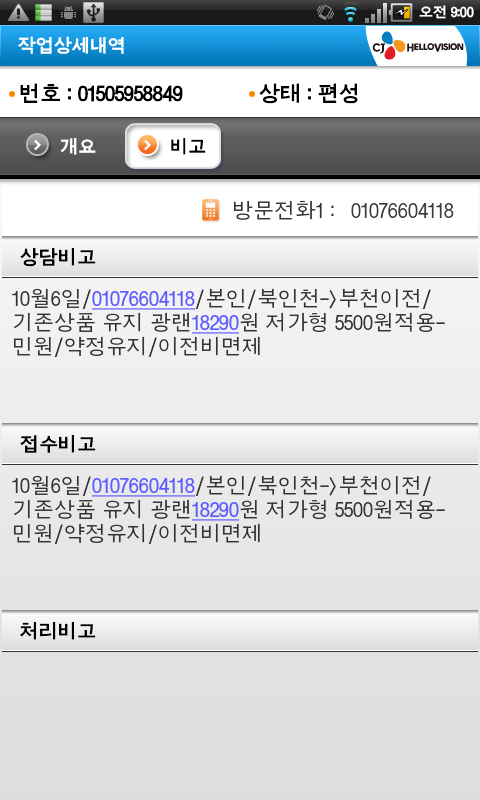 오전 9:00
작업상세내역
CJ HELLOVISION
번호 : 01505958849
상태 : 편성
개요
비고
방문전화1 : 01076604118
상담비고
10월6일/01076604118/본인/북인천->부천이전/
기존상품 유지 광랜18290원 저가형 5500원적용-
민원/약정유지/이전비면제
접수비고
10월6일/01076604118/본인/북인천->부천이전/
기존상품 유지 광랜18290원 저가형 5500원적용-
민원/약정유지/이전비면제
처리비고